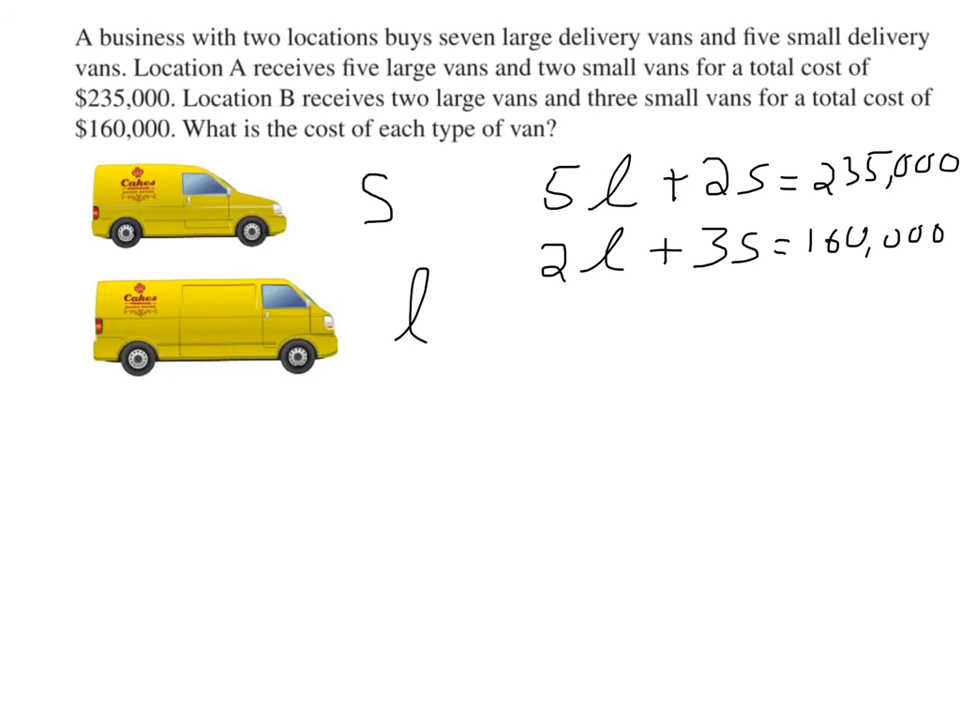 A business with two locations buys seven large delivery vans and five small delivery
vans. Location A receives five large vans and two small vans for a total cost of
$235,000. Location B receives two large vans and three small vans for a total cost of
$160,000. What is the cost of each type of van?
Cakes
s
5l + 2s = 235,000
2l + 3s = 160,000
Cakes
l